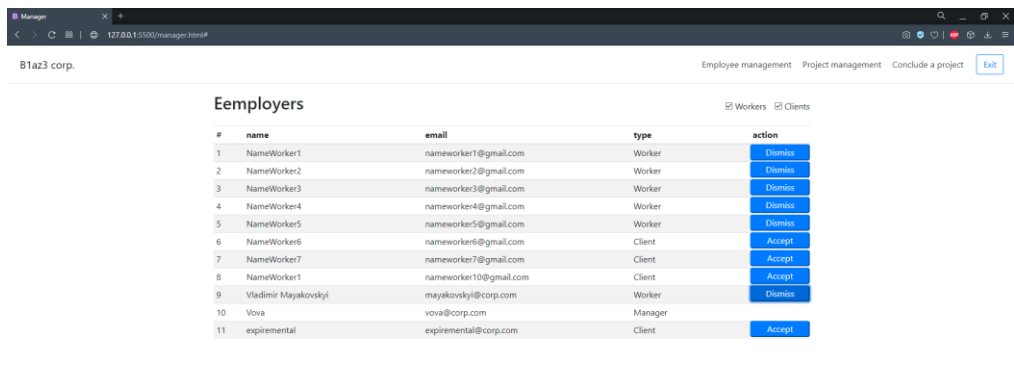 B Manager
127.0.0.1:5500/manager.html#
B1az3 corp. Employee management Project management Conclude a project Exit
Eemployers Workers Clients
# name email type action
1 NameWorker1 nameworker1@gmail.com Worker Dismiss
2 NameWorker2 nameworker2@gmail.com Worker Dismiss
3 NameWorker3 nameworker3@gmail.com Worker Dismiss
4 NameWorker4 nameworker4@gmail.com Worker Dismiss
5 NameWorker5 nameworker5@gmail.com Worker Dismiss
6 NameWorker6 nameworker6@gmail.com Client Accept
7 NameWorker7 nameworker7@gmail.com Client Accept
8 NameWorker1 nameworker10@gmail.com Client Accept
9 Vladimir Mayakovskyi mayakovskyi@corp.com Worker Dismiss
10 Vova vova@corp.com Manager
11 expiremental expiremental@corp.com Client Accept